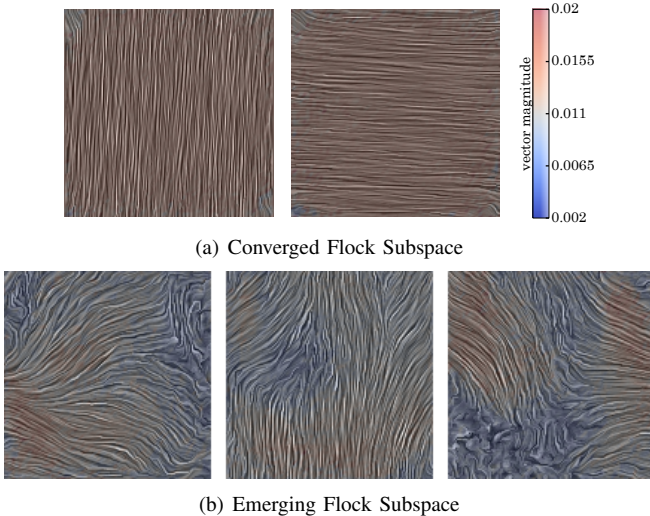 0.02
0.0155
0.011
0.0065
0.002
vector magnitude
(a) Converged Flock Subspace
(b) Emerging Flock Subspace